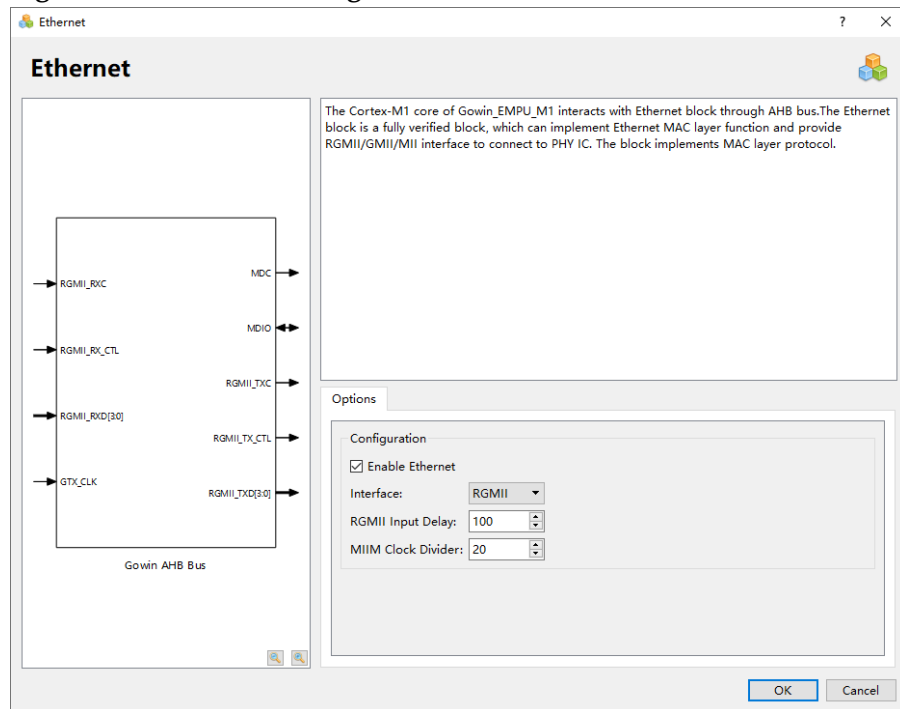 Ethernet
?
Ethernet
The Cortex-M1 core of Gowin_EMPU_M1 interacts with Ethernet block through AHB bus.The Ethernet
block is a fully verified block, which can implement Ethernet MAC layer function and provide
RGMII/GMII/MII interface to connect to PHY IC. The block implements MAC layer protocol.
MDC
RGMII_RXC
MDIO
RGMII_RX_CTL
RGMII_TXC
RGMII_RXD[3:0]
RGMII_TX_CTL
GTX_CLK
RGMII_TXD[3:0]
Gowin AHB Bus
Options
Configuration
Enable Ethernet
Interface: RGMII
RGMII Input Delay: 100
MIIM Clock Divider: 20
OK Cancel